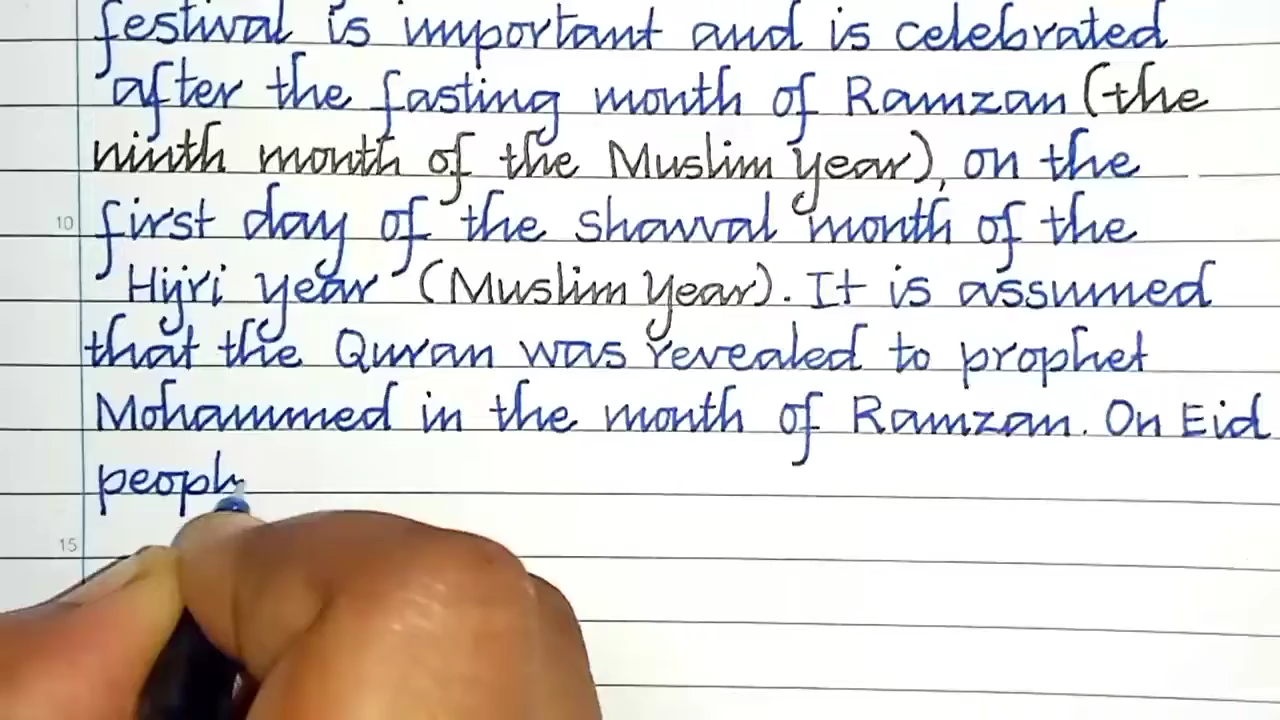 festival is important and is celebrated
after the fasting month of Ramzan (the
ninth month of the Muslim year), on the
10 first day of the shawal month of the
Hijri year (Muslim Year). It is assumed
that the Quran was revealed to prophet
Mohammed in the month of Ramzan. On Eid
peopl
15